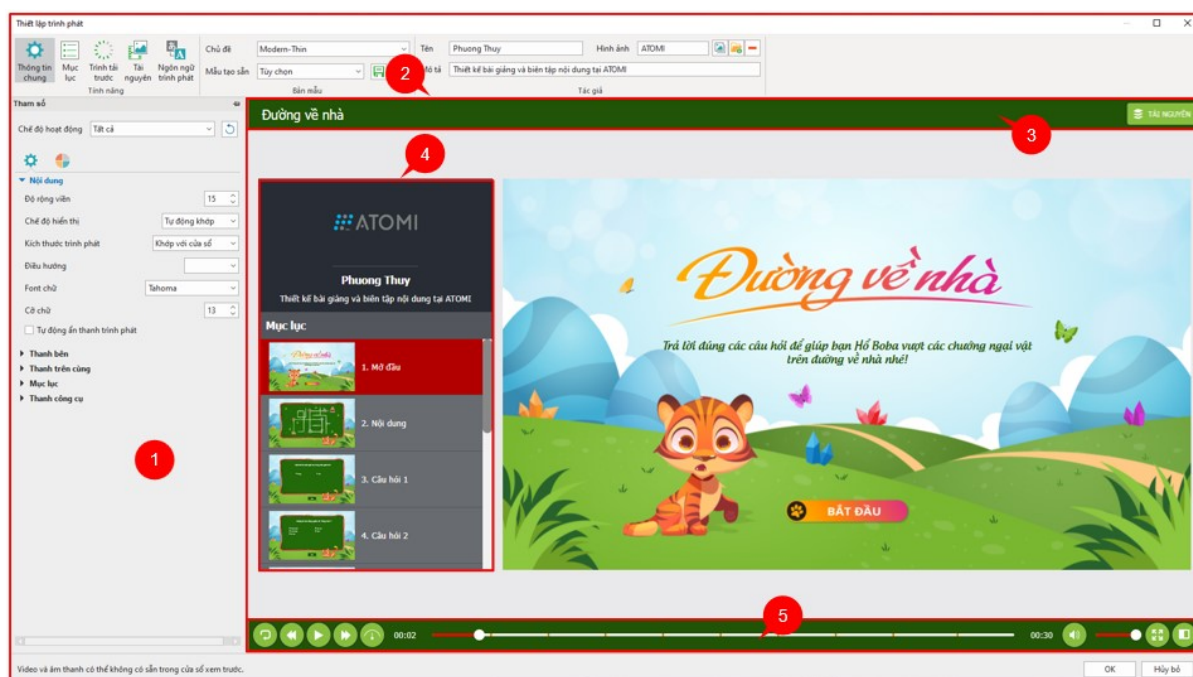 Thiết lập trình phát
Thông tin chung
Mục lục
Trình tải trước
Tài nguyên
Ngôn ngữ trình phát
Tính năng
Chủ đề
Modern-Thin
Mẫu tạo sẵn
Tùy chọn
Bản mẫu
Tên
Phuong Thuy
Hình ảnh
ATOMI
Mô tả
Thiết kế bài giảng và biên tập nội dung tại ATOMI
Tác giả
2
Tham số
Chế độ hoạt động
Tất cả
Nội dung
Độ rộng viền
15
Chế độ hiển thị
Tự động khớp
Kích thước trình phát
Khớp với cửa sổ
Điều hướng
Font chữ
Tahoma
Cỡ chữ
13
Tự động ẩn thanh trình phát
Thanh bên
Thanh trên cùng
Mục lục
Thanh công cụ
1
Đường về nhà
3
TÀI NGUYÊN
4
ATOMI
Phuong Thuy
Thiết kế bài giảng và biên tập nội dung tại ATOMI
Mục lục
1. Mở đầu
2. Nội dung
3. Câu hỏi 1
4. Câu hỏi 2
Đường về nhà
Trả lời đúng các câu hỏi để giúp bạn Hổ Boba vượt các chướng ngại vật
trên đường về nhà nhé!
BẮT ĐẦU
5
00:02
00:30
Video và âm thanh có thể không có sẵn trong cửa sổ xem trước.
OK
Hủy bỏ